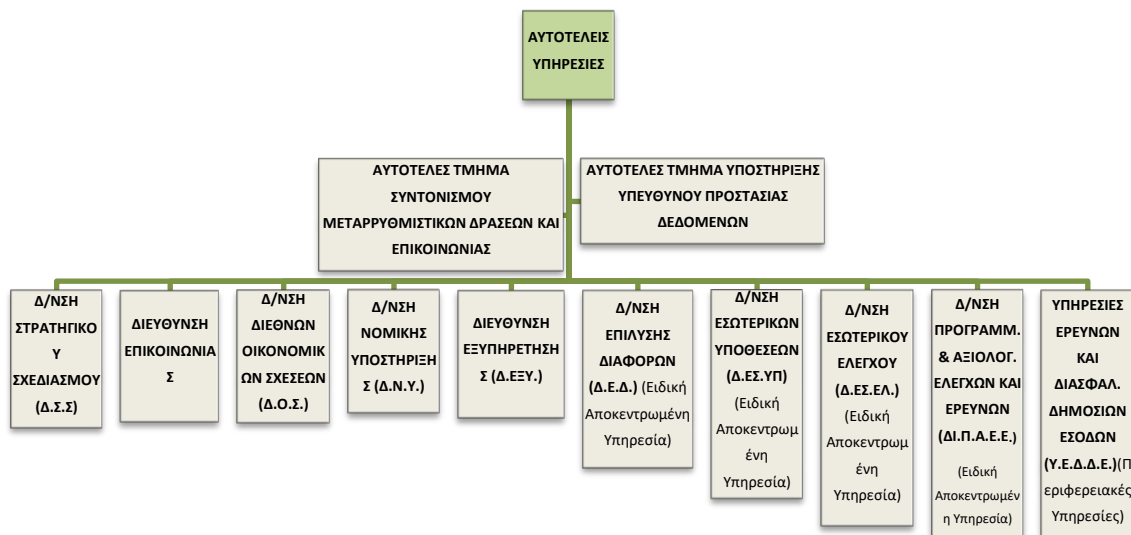 ΑΥΤΟΤΕΛΕΙΣ
ΥΠΗΡΕΣΙΕΣ
ΑΥΤΟΤΕΛΕΣ ΤΜΗΜΑ
ΣΥΝΤΟΝΙΣΜΟΥ
ΜΕΤΑΡΡΥΘΜΙΣΤΙΚΩΝ ΔΡΑΣΕΩΝ ΚΑΙ
ΕΠΙΚΟΙΝΩΝΙΑΣ
ΑΥΤΟΤΕΛΕΣ ΤΜΗΜΑ ΥΠΟΣΤΗΡΙΞΗΣ
ΥΠΕΥΘΥΝΟΥ ΠΡΟΣΤΑΣΙΑΣ
ΔΕΔΟΜΕΝΩΝ
Δ/ΝΣΗ
ΣΤΡΑΤΗΓΙΚΟ
Υ
ΣΧΕΔΙΑΣΜΟΥ
(Δ.Σ.Σ)
ΔΙΕΥΘΥΝΣΗ
ΕΠΙΚΟΙΝΩΝΙΑ
Σ
Δ/ΝΣΗ
ΔΙΕΘΝΩΝ
ΟΙΚΟΝΟΜΙΚ
ΩΝ ΣΧΕΣΕΩΝ
(Δ.Ο.Σ.)
Δ/ΝΣΗ
ΝΟΜΙΚΗΣ
ΥΠΟΣΤΗΡΙΞΗ
Σ (Δ.Ν.Υ.)
ΔΙΕΥΘΥΝΣΗ
ΕΞΥΠΗΡΕΤΗΣΗ
Σ (Δ.ΕΞΥ.)
Δ/ΝΣΗ
ΕΠΙΛΥΣΗΣ
ΔΙΑΦΟΡΩΝ
(Δ.Ε.Δ.) (Ειδική
Αποκεντρωμένη
Υπηρεσία)
Δ/ΝΣΗ
ΕΣΩΤΕΡΙΚΩΝ
ΥΠΟΘΕΣΕΩΝ
(Δ.ΕΣ.ΥΠ)
(Ειδική
Αποκεντρωμ
ένη
Υπηρεσία)
Δ/ΝΣΗ
ΕΣΩΤΕΡΙΚΟΥ
ΕΛΕΓΧΟΥ
(Δ.ΕΣ.ΕΛ.)
(Ειδική
Αποκεντρωμ
ένη
Υπηρεσία)
Δ/ΝΣΗ
ΠΡΟΓΡΑΜΜ.
& ΑΞΙΟΛΟΓ.
ΕΛΕΓΧΩΝ ΚΑΙ
ΕΡΕΥΝΩΝ
(ΔΙ.Π.Α.Ε.Ε.)
(Ειδική
Αποκεντρωμέν
η Υπηρεσία)
ΥΠΗΡΕΣΙΕΣ
ΕΡΕΥΝΩΝ
ΚΑΙ
ΔΙΑΣΦΑΛ.
ΔΗΜΟΣΙΩΝ
ΕΣΟΔΩΝ
(Υ.Ε.Δ.Δ.Ε.)(Π
εριφερειακές
Υπηρεσίες)